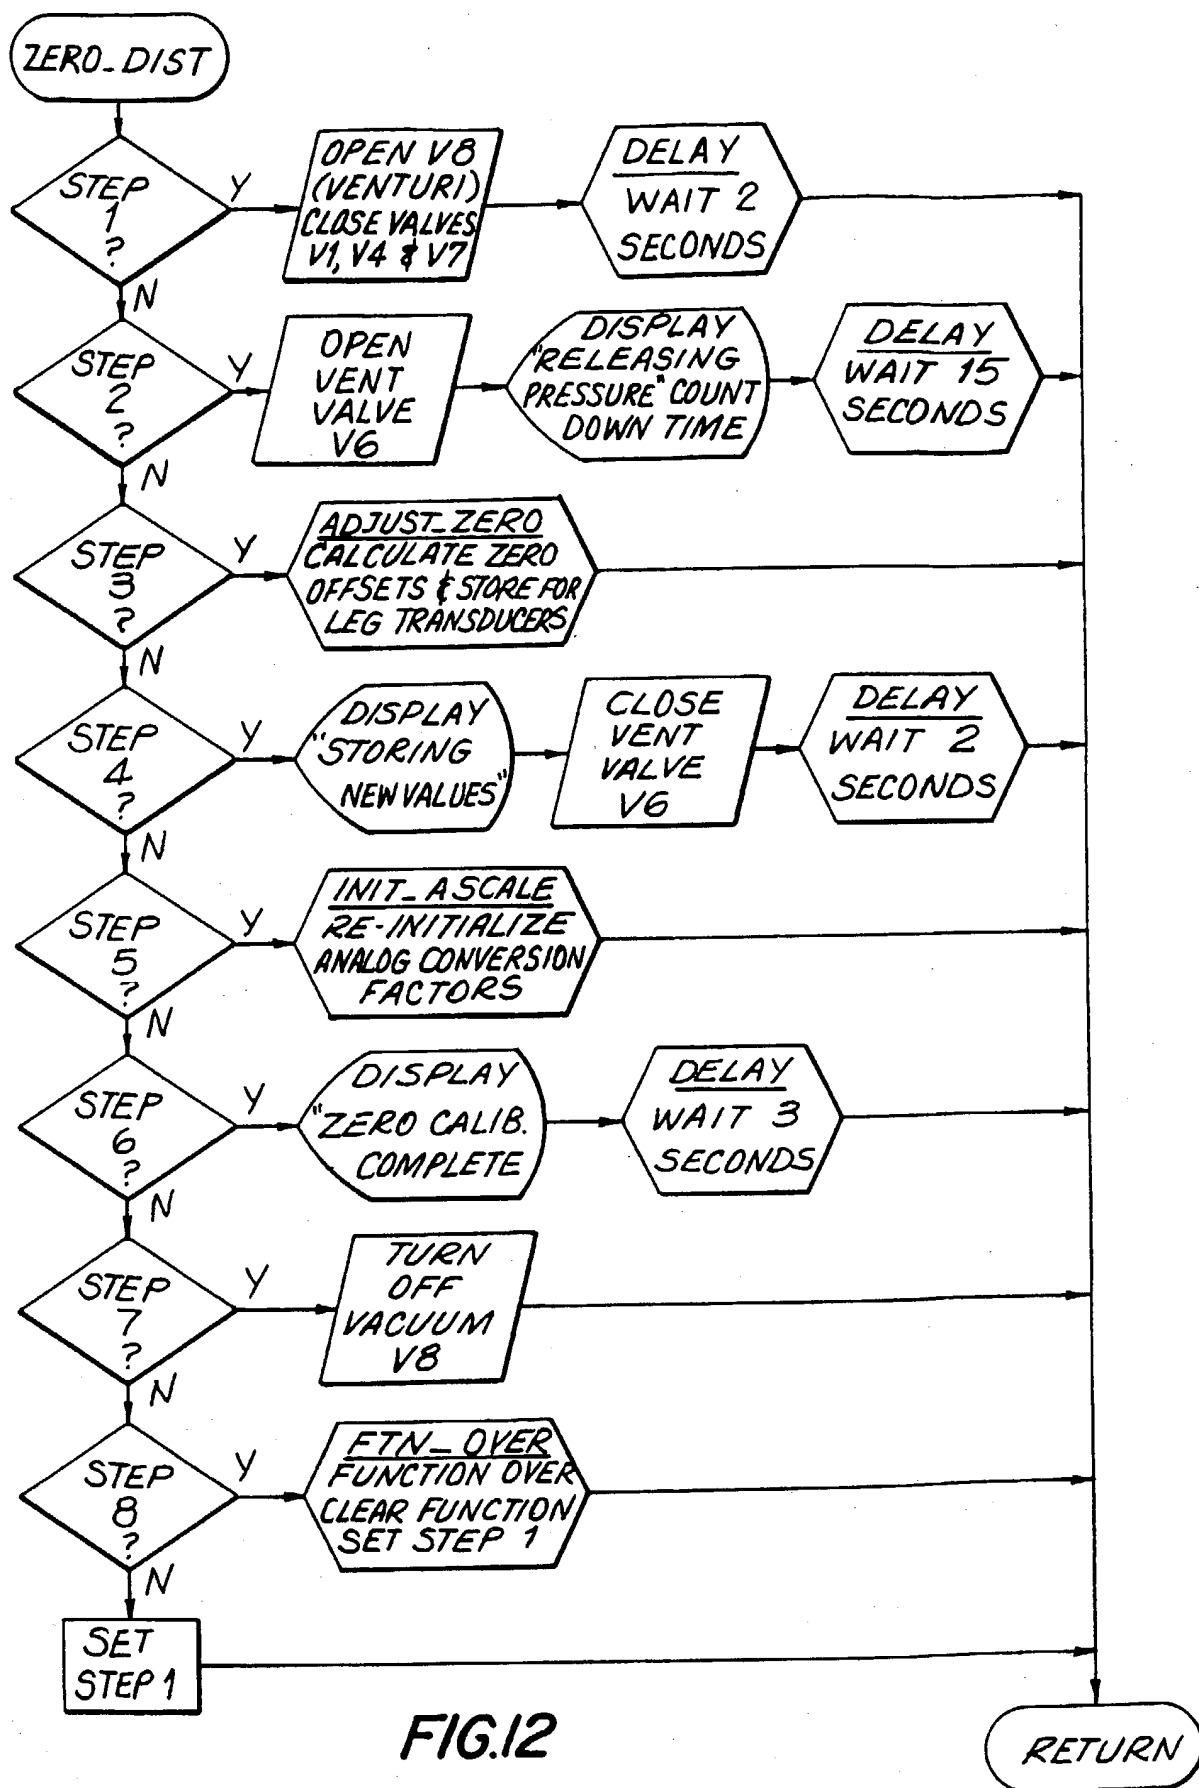 ZERO_DIST
STEP
1
?
Y
OPEN V8
(VENTURI)
CLOSE VALVES
V1, V4 & V7
DELAY
WAIT 2
SECONDS
N
STEP
2
?
Y
OPEN
VENT
VALVE
V6
DISPLAY
"RELEASING
PRESSURE" COUNT
DOWN TIME
DELAY
WAIT 15
SECONDS
N
STEP
3
?
Y
ADJUST_ZERO
CALCULATE ZERO
OFFSETS & STORE FOR
LEG TRANSDUCERS
N
STEP
4
?
Y
DISPLAY
"STORING
NEW VALUES"
CLOSE
VENT
VALVE
V6
DELAY
WAIT 2
SECONDS
N
STEP
5
?
Y
INIT_ASCALE
RE-INITIALIZE
ANALOG CONVERSION
FACTORS
N
STEP
6
?
Y
DISPLAY
"ZERO CALIB.
COMPLETE
DELAY
WAIT 3
SECONDS
N
STEP
7
?
Y
TURN
OFF
VACUUM
V8
N
STEP
8
?
Y
FTN_OVER
FUNCTION OVER
CLEAR FUNCTION
SET STEP 1
N
SET
STEP 1
RETURN
FIG.12